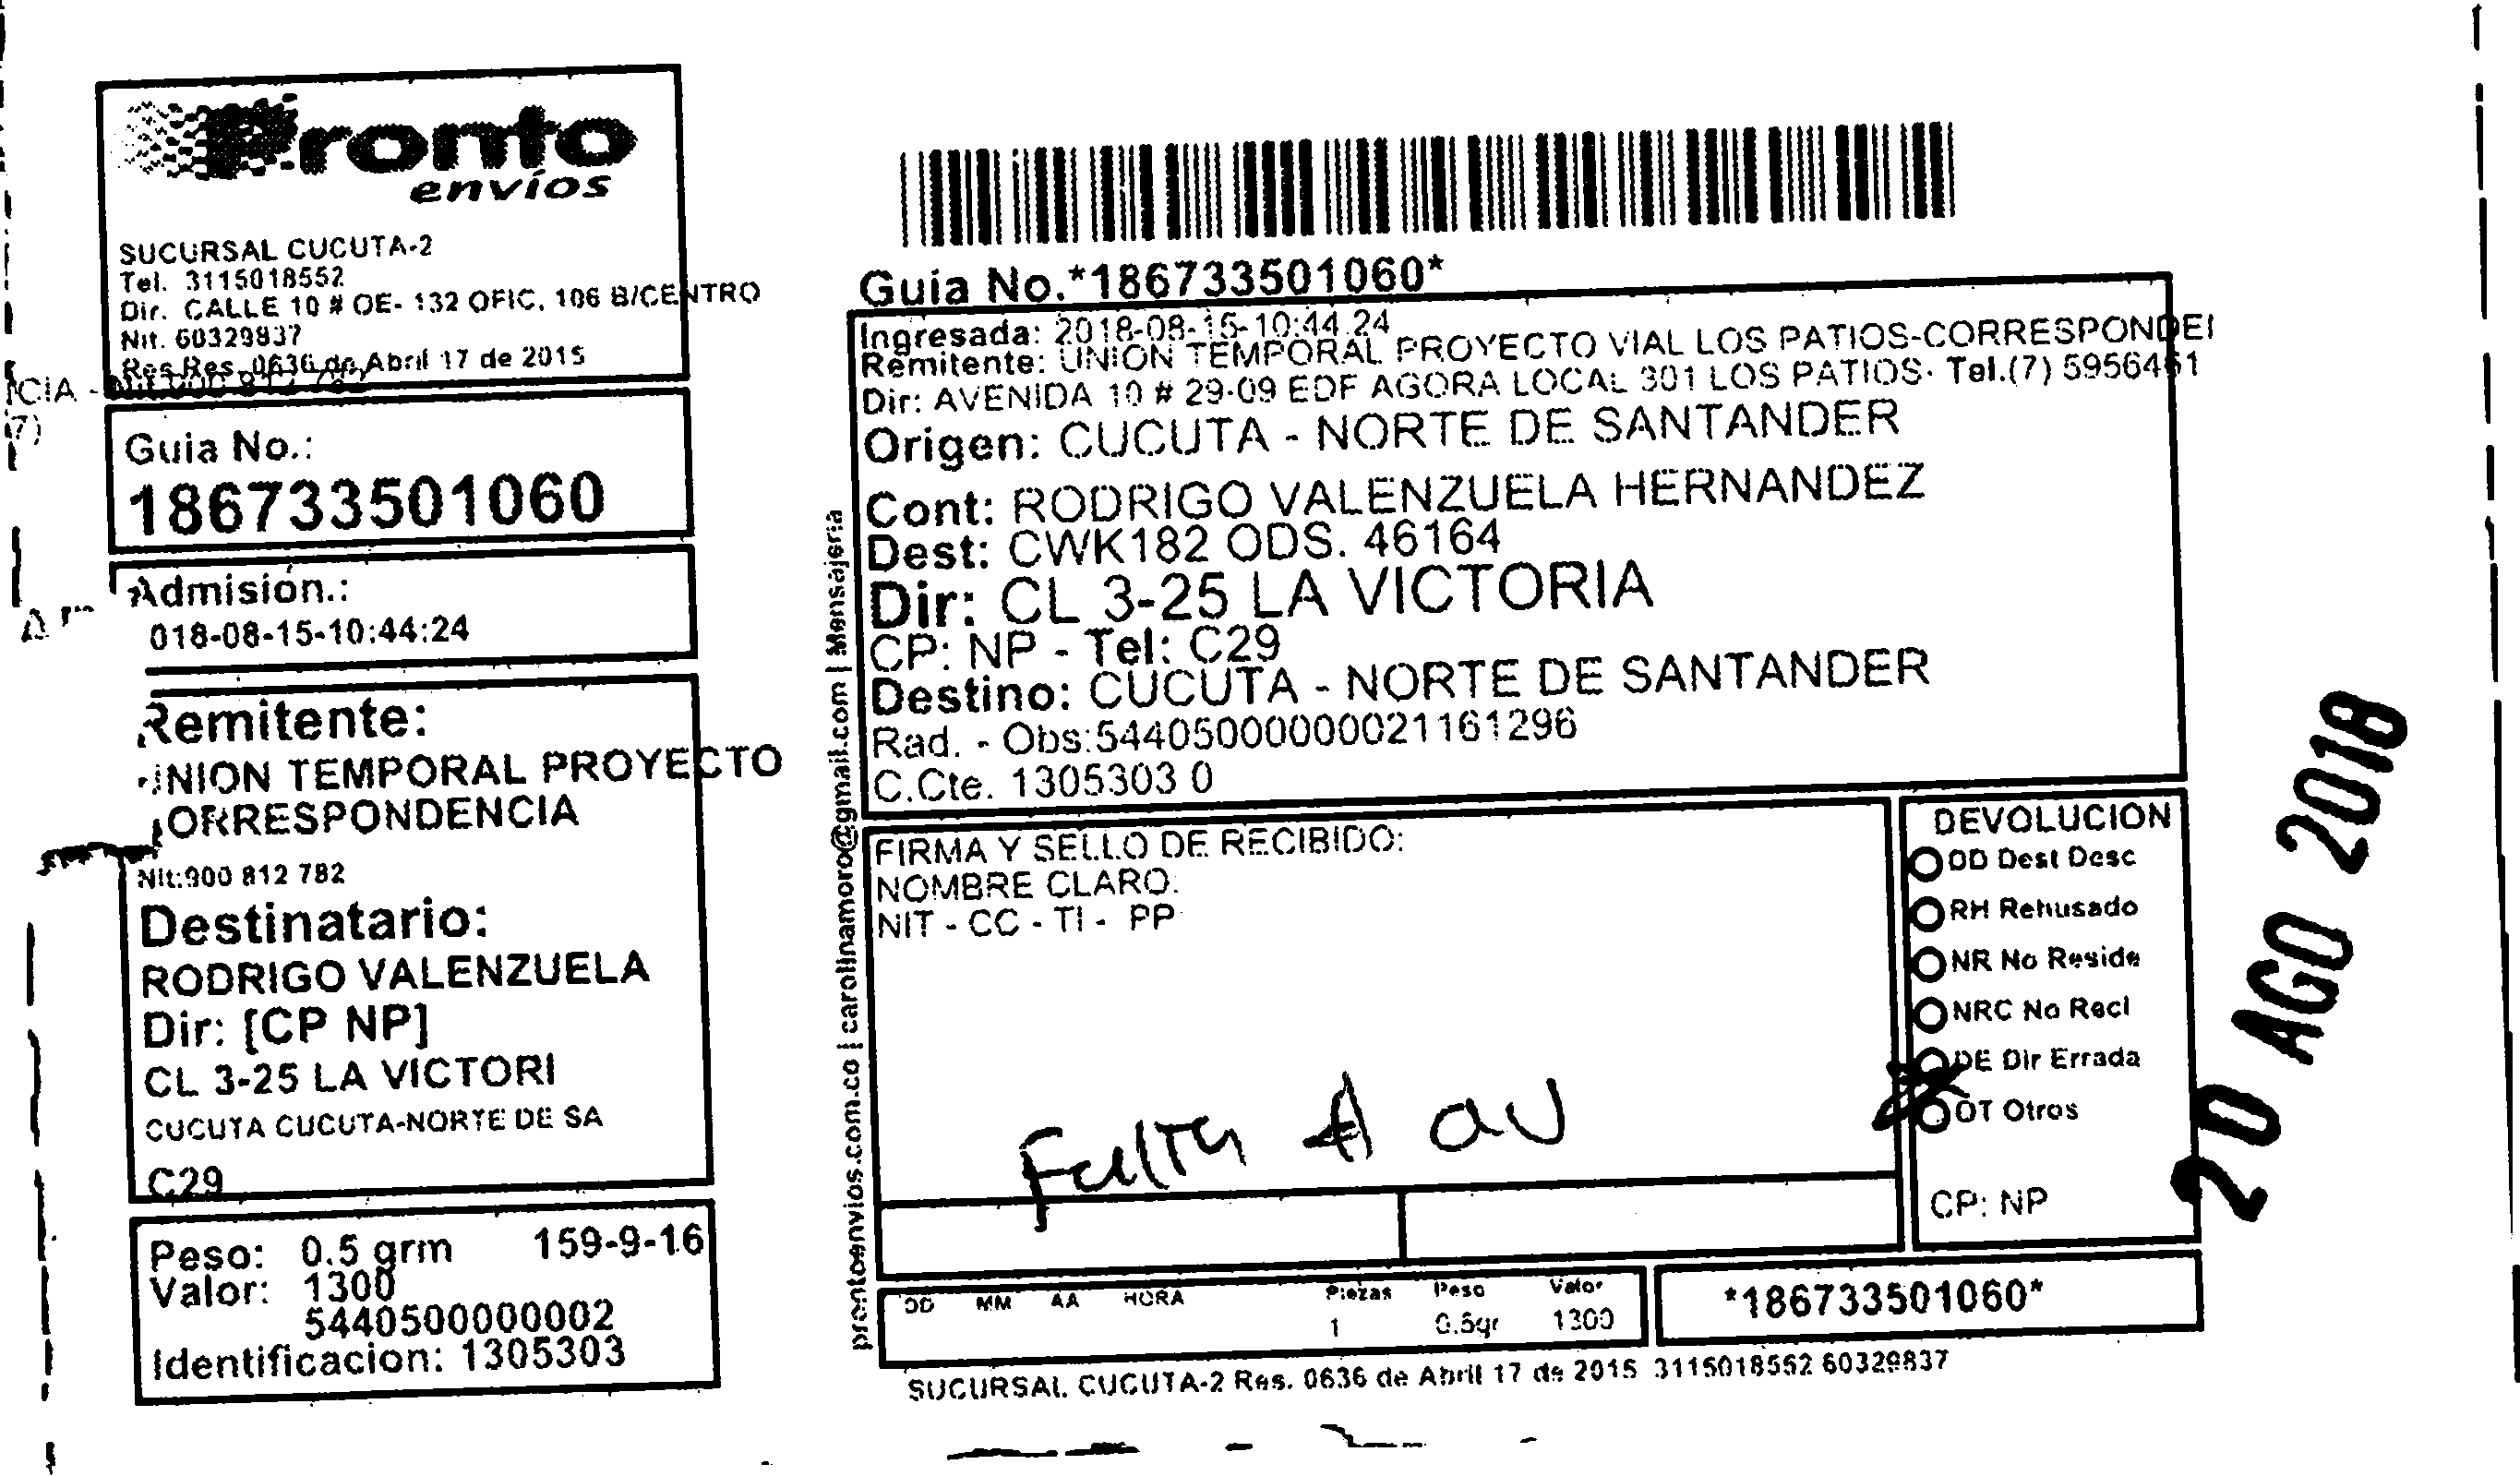 Pronto
envíos
SUCURSAL CUCUTA-2
Tel. 3115018552
Dir. CALLE 10 # OE- 132 OFIC. 106 B/CENTRO
Nit. 60329837
Res Res. 0636 de Abril 17 de 2015
Guia No.:
186733501060
Admisión.:
018-08-15-10:44:24
Remitente:
UNION TEMPORAL PROYECTO
ORRESPONDENCIA
Nit:900 812 782
Destinatario:
RODRIGO VALENZUELA
Dir: [CP NP]
CL 3-25 LA VICTORI
CUCUTA CUCUTA-NORTE DE SA
C29
Peso: 0.5 grm 159-9-16
Valor: 1300
5440500000002
Identificacion: 1305303
prontoenvios.com.co | carolinamoro@gmail.com | Mensajeria
Guia No.*186733501060*
Ingresada: 2018-08-15-10:44:24
Remitente: UNION TEMPORAL PROYECTO VIAL LOS PATIOS-CORRESPONDEI
Dir: AVENIDA 10 # 29-09 EDF AGORA LOCAL 301 LOS PATIOS- Tel.(7) 5956461
Origen: CUCUTA - NORTE DE SANTANDER
Cont: RODRIGO VALENZUELA HERNANDEZ
Dest: CWK182 ODS. 46164
Dir: CL 3-25 LA VICTORIA
CP: NP - Tel: C29
Destino: CUCUTA - NORTE DE SANTANDER
Rad. - Obs:54405000000021161296
C.Cte. 1305303 0
FIRMA Y SELLO DE RECIBIDO:
NOMBRE CLARO:
NIT - CC - TI - PP
Falta # av
DEVOLUCION
DD Dest Desc
RH Rehusado
NR No Reside
NRC No Recl
DE Dir Errada
OT Otros
CP: NP
20 AGO 2018
DD MM AA HORA Piezas Peso Valor
1 0.5gr 1300
*186733501060*
SUCURSAL CUCUTA-2 Res. 0636 de Abril 17 de 2015 3115018552 60329837